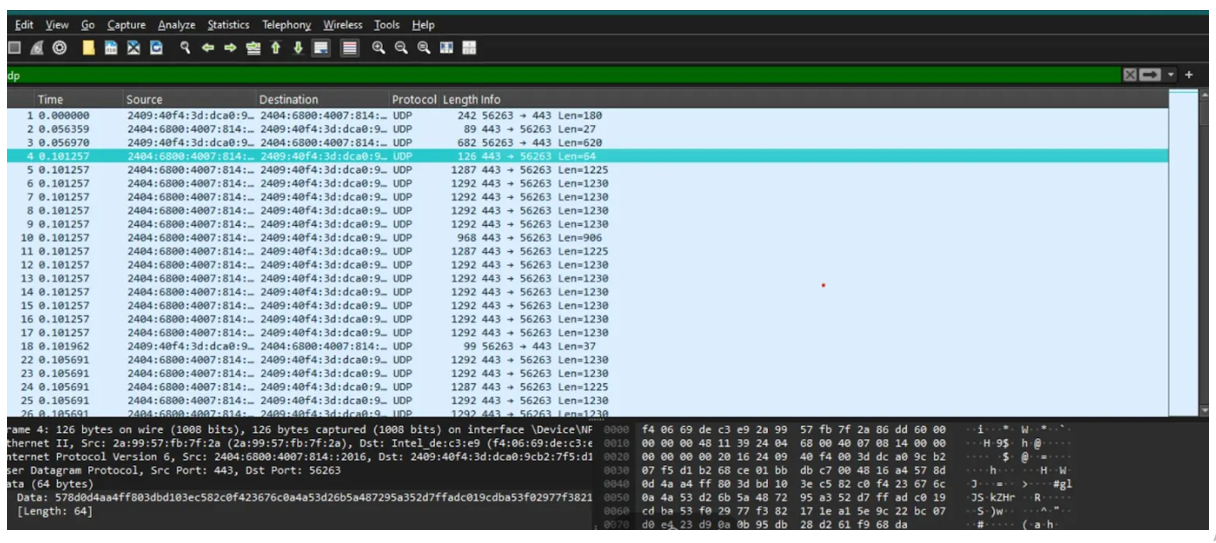 Edit View Go Capture Analyze Statistics Telephony Wireless Tools Help
dp
Time Source Destination Protocol Length Info
1 0.000000 2409:40f4:3d:dca0:9… 2404:6800:4007:814:… UDP 242 56263 → 443 Len=180
2 0.056359 2404:6800:4007:814:… 2409:40f4:3d:dca0:9… UDP 89 443 → 56263 Len=27
3 0.056970 2409:40f4:3d:dca0:9… 2404:6800:4007:814:… UDP 682 56263 → 443 Len=620
4 0.101257 2404:6800:4007:814:… 2409:40f4:3d:dca0:9… UDP 126 443 → 56263 Len=64
5 0.101257 2404:6800:4007:814:… 2409:40f4:3d:dca0:9… UDP 1287 443 → 56263 Len=1225
6 0.101257 2404:6800:4007:814:… 2409:40f4:3d:dca0:9… UDP 1292 443 → 56263 Len=1230
7 0.101257 2404:6800:4007:814:… 2409:40f4:3d:dca0:9… UDP 1292 443 → 56263 Len=1230
8 0.101257 2404:6800:4007:814:… 2409:40f4:3d:dca0:9… UDP 1292 443 → 56263 Len=1230
9 0.101257 2404:6800:4007:814:… 2409:40f4:3d:dca0:9… UDP 1292 443 → 56263 Len=1230
10 0.101257 2404:6800:4007:814:… 2409:40f4:3d:dca0:9… UDP 968 443 → 56263 Len=906
11 0.101257 2404:6800:4007:814:… 2409:40f4:3d:dca0:9… UDP 1287 443 → 56263 Len=1225
12 0.101257 2404:6800:4007:814:… 2409:40f4:3d:dca0:9… UDP 1292 443 → 56263 Len=1230
13 0.101257 2404:6800:4007:814:… 2409:40f4:3d:dca0:9… UDP 1292 443 → 56263 Len=1230
14 0.101257 2404:6800:4007:814:… 2409:40f4:3d:dca0:9… UDP 1292 443 → 56263 Len=1230
15 0.101257 2404:6800:4007:814:… 2409:40f4:3d:dca0:9… UDP 1292 443 → 56263 Len=1230
16 0.101257 2404:6800:4007:814:… 2409:40f4:3d:dca0:9… UDP 1292 443 → 56263 Len=1230
17 0.101257 2404:6800:4007:814:… 2409:40f4:3d:dca0:9… UDP 1292 443 → 56263 Len=1230
18 0.101962 2409:40f4:3d:dca0:9… 2404:6800:4007:814:… UDP 99 56263 → 443 Len=37
22 0.105691 2404:6800:4007:814:… 2409:40f4:3d:dca0:9… UDP 1292 443 → 56263 Len=1230
23 0.105691 2404:6800:4007:814:… 2409:40f4:3d:dca0:9… UDP 1292 443 → 56263 Len=1230
24 0.105691 2404:6800:4007:814:… 2409:40f4:3d:dca0:9… UDP 1287 443 → 56263 Len=1225
25 0.105691 2404:6800:4007:814:… 2409:40f4:3d:dca0:9… UDP 1292 443 → 56263 Len=1230
26 0.105691 2404:6800:4007:814:… 2409:40f4:3d:dca0:9… UDP 1292 443 → 56263 Len=1230
rame 4: 126 bytes on wire (1008 bits), 126 bytes captured (1008 bits) on interface \Device\NF
thernet II, Src: 2a:99:57:fb:7f:2a (2a:99:57:fb:7f:2a), Dst: Intel_de:c3:e9 (f4:06:69:de:c3:e
nternet Protocol Version 6, Src: 2404:6800:4007:814::2016, Dst: 2409:40f4:3d:dca0:9cb2:7f5:d1
ser Datagram Protocol, Src Port: 443, Dst Port: 56263
ata (64 bytes)
Data: 578d0d4aa4ff803dbd103ec582c0f423676c0a4a53d26b5a487295a352d7ffadc019cdba53f02977f3821
[Length: 64]
0000 f4 06 69 de c3 e9 2a 99 57 fb 7f 2a 86 dd 60 00 ··i···*· W··*··`·
0010 00 00 00 48 11 39 24 04 68 00 40 07 08 14 00 00 ···H·9$· h·@·····
0020 00 00 00 00 20 16 24 09 40 f4 00 3d dc a0 9c b2 ···· ·$· @··=····
0030 07 f5 d1 b2 68 ce 01 bb db c7 00 48 16 a4 57 8d ····h··· ···H··W·
0040 0d 4a a4 ff 80 3d bd 10 3e c5 82 c0 f4 23 67 6c ·J···=·· >····#gl
0050 0a 4a 53 d2 6b 5a 48 72 95 a3 52 d7 ff ad c0 19 ·JS·kZHr ··R·····
0060 cd ba 53 f0 29 77 f3 82 17 1e a1 5e 9c 22 bc 07 ··S·)w·· ···^·"··
0070 d0 e4 23 d9 0a 0b 95 db 28 d2 61 f9 68 da ··#····· (·a·h·